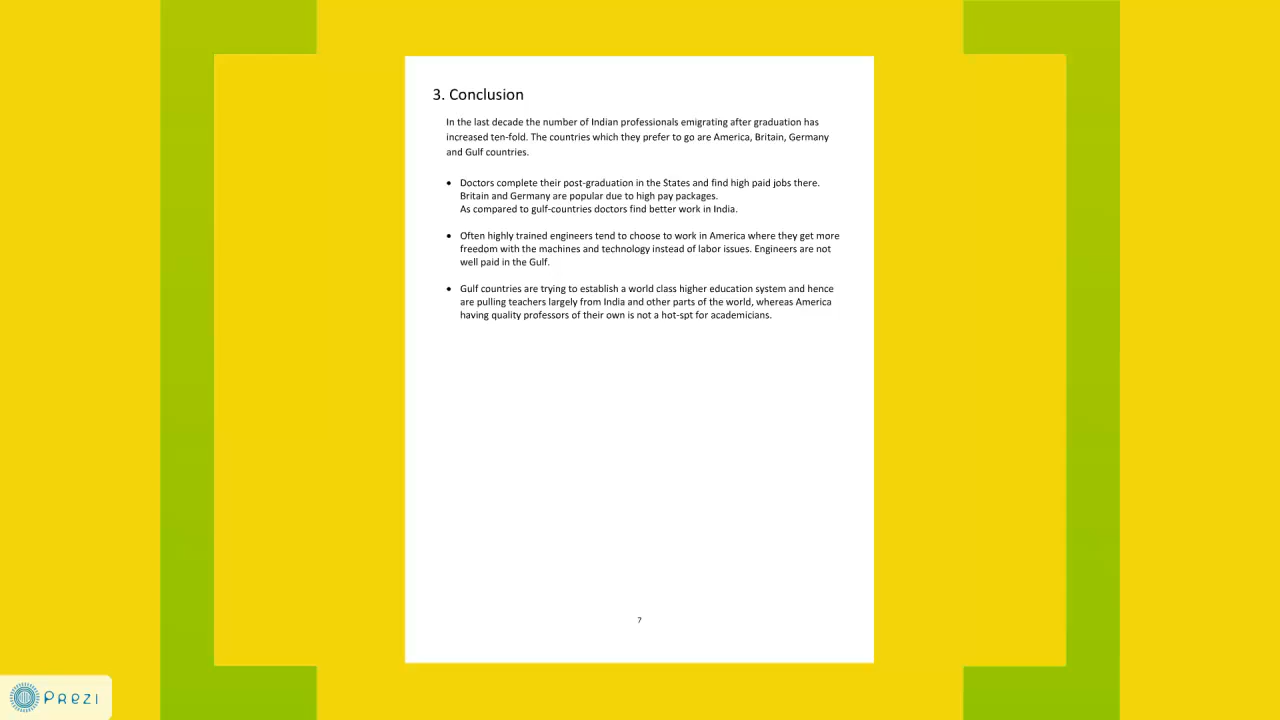 3. Conclusion
In the last decade the number of Indian professionals emigrating after graduation has
increased ten-fold. The countries which they prefer to go are America, Britain, Germany
and Gulf countries.
• Doctors complete their post-graduation in the States and find high paid jobs there.
Britain and Germany are popular due to high pay packages.
As compared to gulf-countries doctors find better work in India.
• Often highly trained engineers tend to choose to work in America where they get more
freedom with the machines and technology instead of labor issues. Engineers are not
well paid in the Gulf.
• Gulf countries are trying to establish a world class higher education system and hence
are pulling teachers largely from India and other parts of the world, whereas America
having quality professors of their own is not a hot-spt for academicians.
7
Prezi